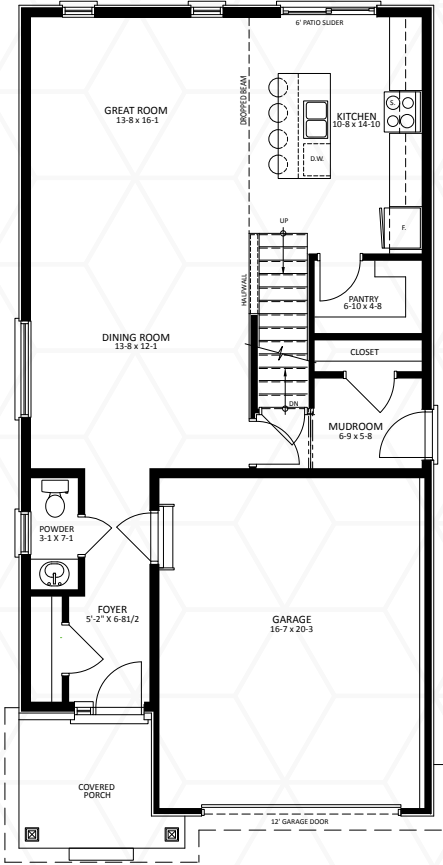 6' PATIO SLIDER
GREAT ROOM
13-8 x 16-1
DROPPED BEAM
KITCHEN
10-8 x 14-10
S.
D.W.
F.
UP
HALFWALL
PANTRY
6-10 x 4-8
DINING ROOM
13-8 x 12-1
CLOSET
DN
MUDROOM
6-9 x 5-8
POWDER
3-1 X 7-1
FOYER
5'-2" X 6-81/2
GARAGE
16-7 x 20-3
COVERED
PORCH
12' GARAGE DOOR